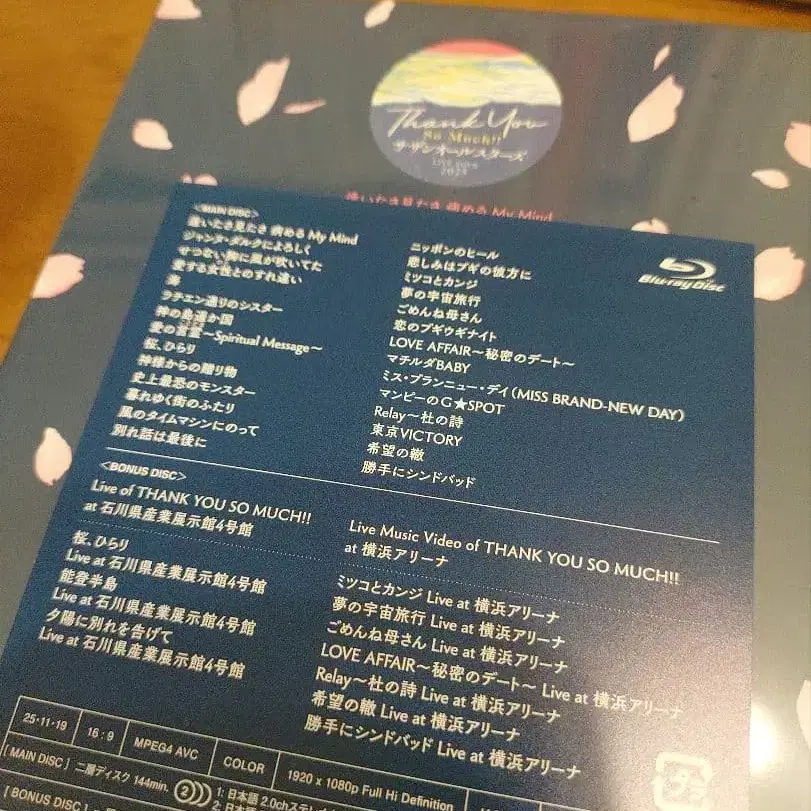 Thank You
So Much!!
サザンオールスターズ
LIVE TOUR
2025
逢いたさ見たさ 病める My Mind
<MAIN DISC>
逢いたさ見たさ 病める My Mind
ジャンヌ・ダルクによろしく
せつない胸に風が吹いてた
愛する女性とのすれ違い
海
ラチエン通りのシスター
神の島遥か国
愛の言霊～Spiritual Message～
桜、ひらり
神様からの贈り物
史上最恐のモンスター
暮れゆく街のふたり
風のタイムマシンにのって
別れ話は最後に
ニッポンのヒール
悲しみはブギの彼方に
ミツコとカンジ
夢の宇宙旅行
ごめんね母さん
恋のブギウギナイト
LOVE AFFAIR～秘密のデート～
マチルダBABY
ミス・ブランニュー・デイ(MISS BRAND-NEW DAY)
マンピーのG★SPOT
Relay～杜の詩
東京VICTORY
希望の轍
勝手にシンドバッド
Blu-ray Disc
<BONUS DISC>
Live of THANK YOU SO MUCH!!
at 石川県産業展示館4号館
桜、ひらり
Live at 石川県産業展示館4号館
能登半島
Live at 石川県産業展示館4号館
夕陽に別れを告げて
Live at 石川県産業展示館4号館
Live Music Video of THANK YOU SO MUCH!!
at 横浜アリーナ
ミツコとカンジ Live at 横浜アリーナ
夢の宇宙旅行 Live at 横浜アリーナ
ごめんね母さん Live at 横浜アリーナ
LOVE AFFAIR～秘密のデート～ Live at 横浜アリーナ
Relay～杜の詩 Live at 横浜アリーナ
希望の轍 Live at 横浜アリーナ
勝手にシンドバッド Live at 横浜アリーナ
25・11・19 16:9 MPEG4 AVC COLOR 1920 x 1080p Full Hi Definition
[MAIN DISC] 二層ディスク 144min. 2 1: 日本語 2.0chステレオ
[BONUS DISC] 2: 日本